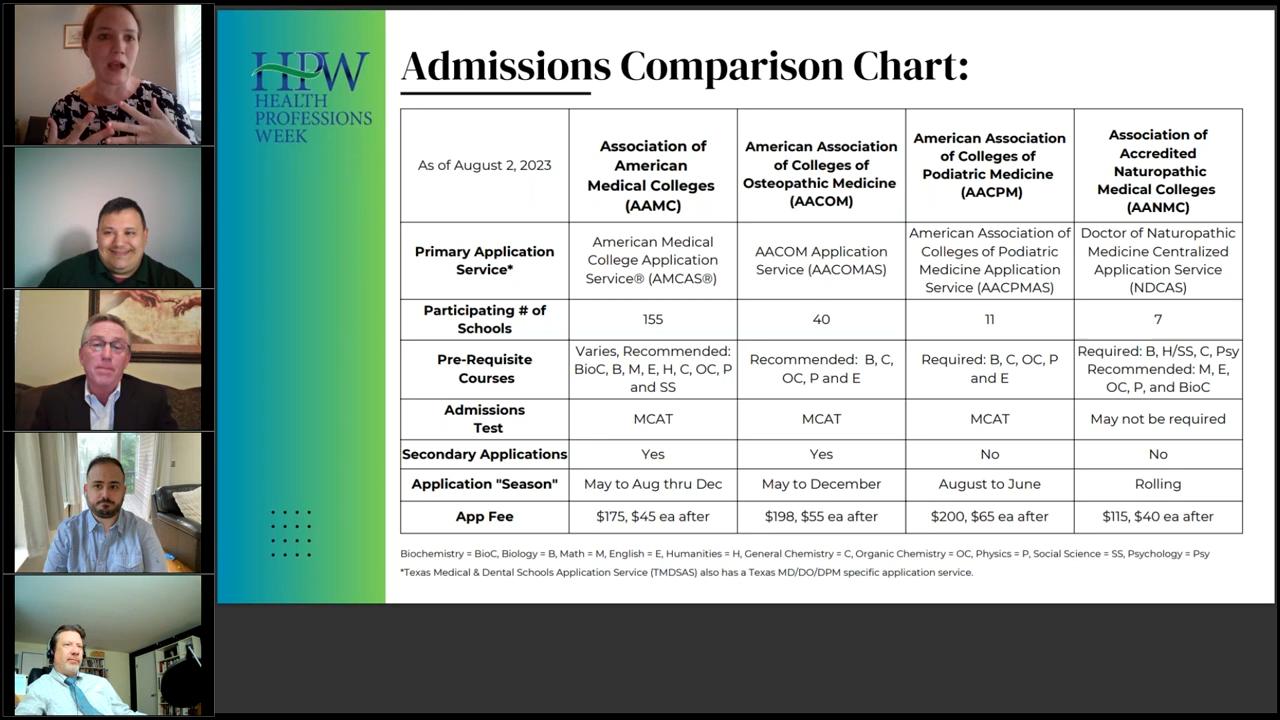 HPW
HEALTH
PROFESSIONS
WEEK
Admissions Comparison Chart:
As of August 2, 2023
Association of
American
Medical Colleges
(AAMC)
American Association
of Colleges of
Osteopathic Medicine
(AACOM)
American Association
of Colleges of
Podiatric Medicine
(AACPM)
Association of
Accredited
Naturopathic
Medical Colleges
(AANMC)
Primary Application
Service*
American Medical
College Application
Service® (AMCAS®)
AACOM Application
Service (AACOMAS)
American Association of
Colleges of Podiatric
Medicine Application
Service (AACPMAS)
Doctor of Naturopathic
Medicine Centralized
Application Service
(NDCAS)
Participating # of
Schools
155
40
11
7
Pre-Requisite
Courses
Varies, Recommended:
BioC, B, M, E, H, C, OC, P
and SS
Recommended: B, C,
OC, P and E
Required: B, C, OC, P
and E
Required: B, H/SS, C, Psy
Recommended: M, E,
OC, P, and BioC
Admissions
Test
MCAT
MCAT
MCAT
May not be required
Secondary Applications
Yes
Yes
No
No
Application "Season"
May to Aug thru Dec
May to December
August to June
Rolling
App Fee
$175, $45 ea after
$198, $55 ea after
$200, $65 ea after
$115, $40 ea after
Biochemistry = BioC, Biology = B, Math = M, English = E, Humanities = H, General Chemistry = C, Organic Chemistry = OC, Physics = P, Social Science = SS, Psychology = Psy
*Texas Medical & Dental Schools Application Service (TMDSAS) also has a Texas MD/DO/DPM specific application service.